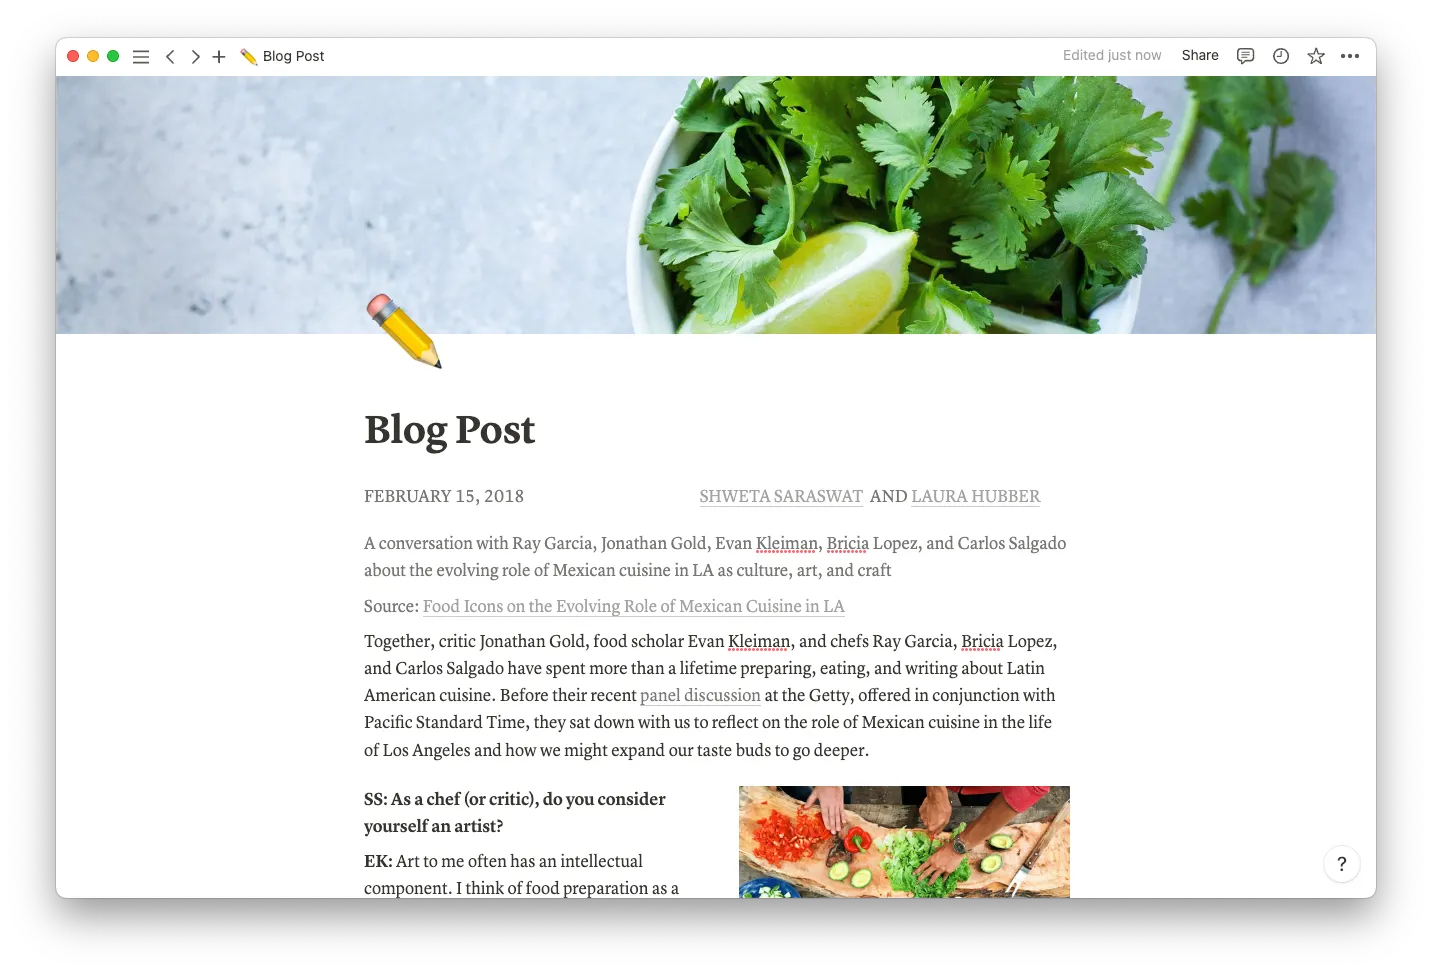 Blog Post
Edited just now
Share
Blog Post
FEBRUARY 15, 2018
SHWETA SARASWAT AND LAURA HUBBER
A conversation with Ray Garcia, Jonathan Gold, Evan Kleiman, Bricia Lopez, and Carlos Salgado
about the evolving role of Mexican cuisine in LA as culture, art, and craft
Source: Food Icons on the Evolving Role of Mexican Cuisine in LA
Together, critic Jonathan Gold, food scholar Evan Kleiman, and chefs Ray Garcia, Bricia Lopez,
and Carlos Salgado have spent more than a lifetime preparing, eating, and writing about Latin
American cuisine. Before their recent panel discussion at the Getty, offered in conjunction with
Pacific Standard Time, they sat down with us to reflect on the role of Mexican cuisine in the life
of Los Angeles and how we might expand our taste buds to go deeper.
SS: As a chef (or critic), do you consider
yourself an artist?
EK: Art to me often has an intellectual
component. I think of food preparation as a
?